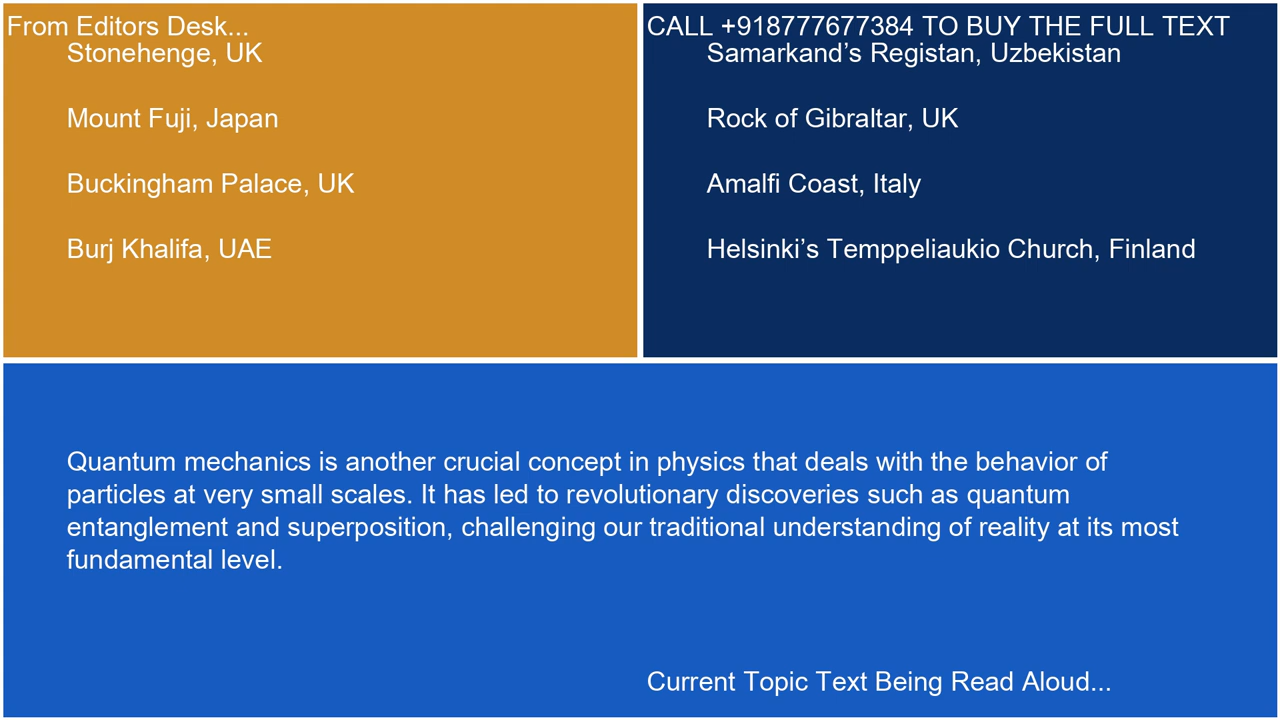 From Editors Desk...
Stonehenge, UK
Mount Fuji, Japan
Buckingham Palace, UK
Burj Khalifa, UAE
CALL +918777677384 TO BUY THE FULL TEXT
Samarkand’s Registan, Uzbekistan
Rock of Gibraltar, UK
Amalfi Coast, Italy
Helsinki’s Temppeliaukio Church, Finland
Quantum mechanics is another crucial concept in physics that deals with the behavior of
particles at very small scales. It has led to revolutionary discoveries such as quantum
entanglement and superposition, challenging our traditional understanding of reality at its most
fundamental level.
Current Topic Text Being Read Aloud...